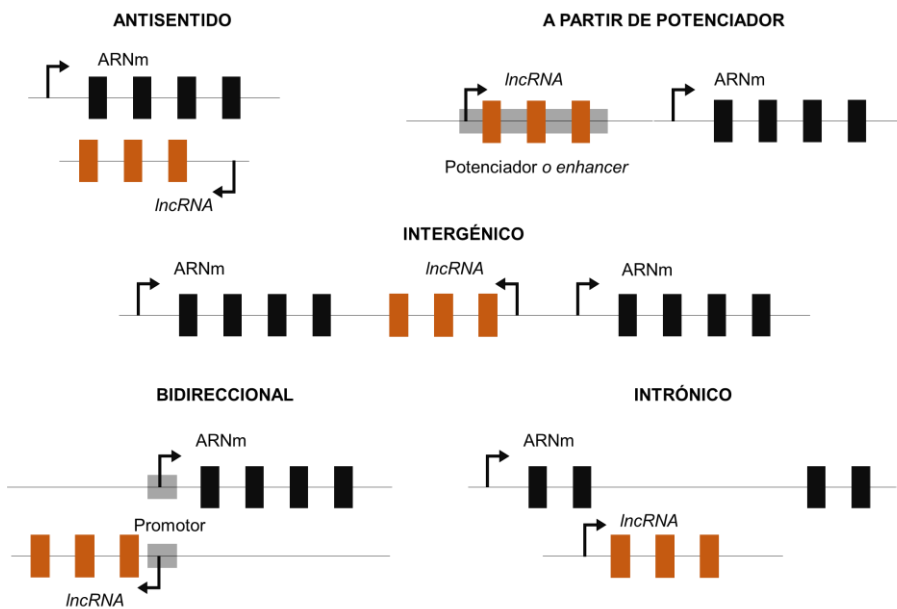 ANTISENTIDO
ARNm
lncRNA
A PARTIR DE POTENCIADOR
lncRNA
ARNm
Potenciador o enhancer
INTERGÉNICO
ARNm
lncRNA
ARNm
BIDIRECCIONAL
ARNm
Promotor
lncRNA
INTRÓNICO
ARNm
lncRNA